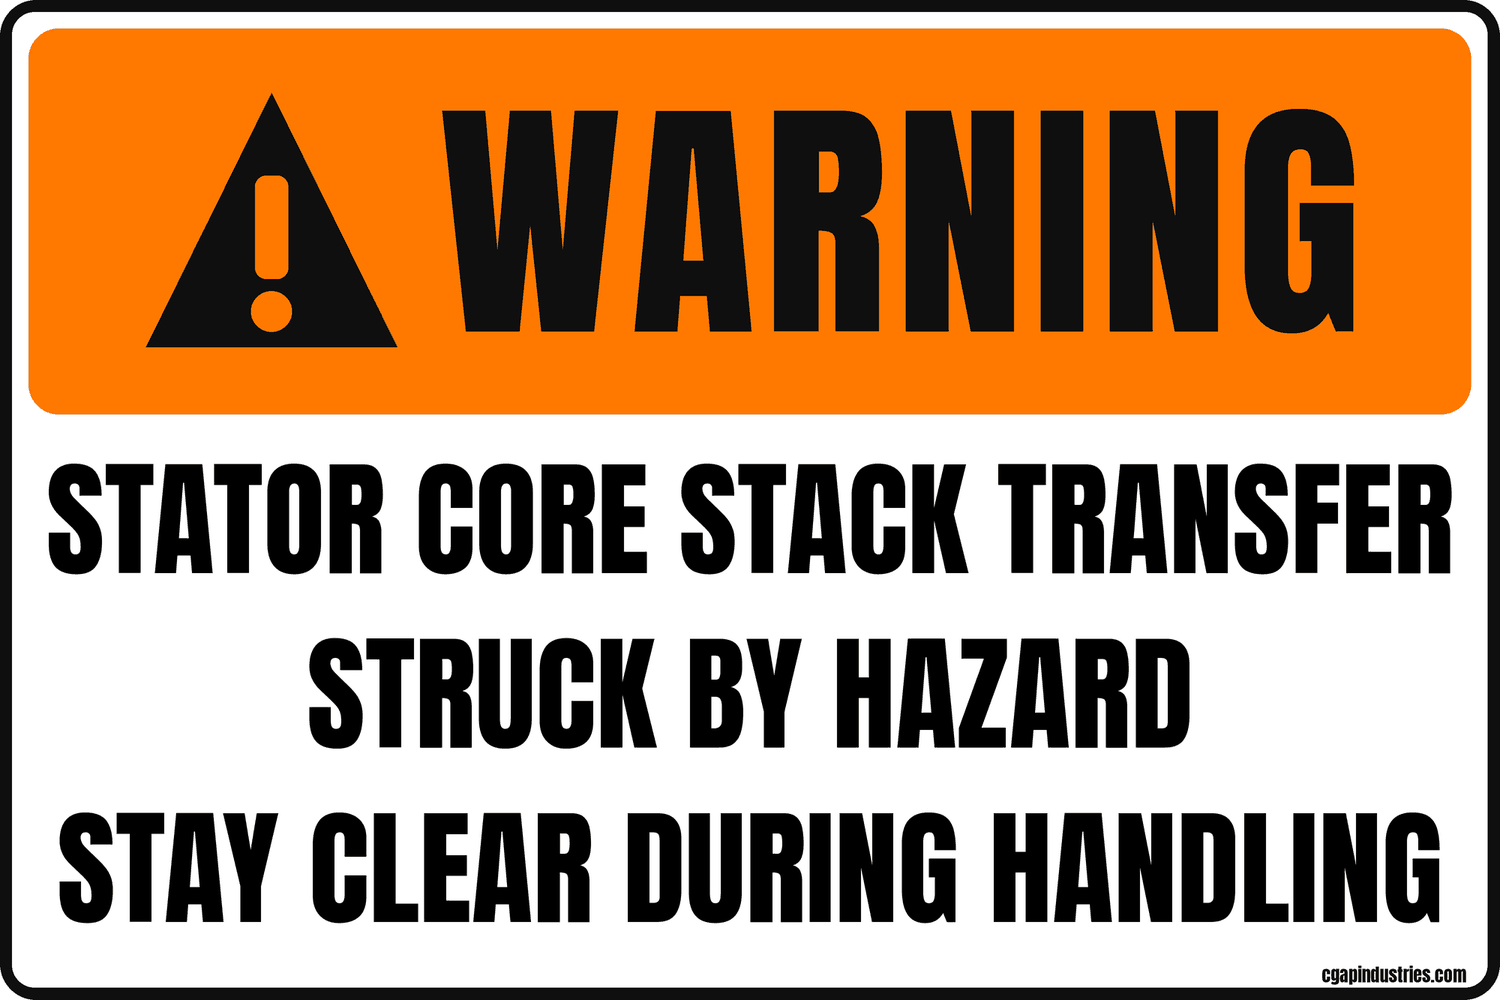 WARNING
STATOR CORE STACK TRANSFER
STRUCK BY HAZARD
STAY CLEAR DURING HANDLING
cgapindustries.com